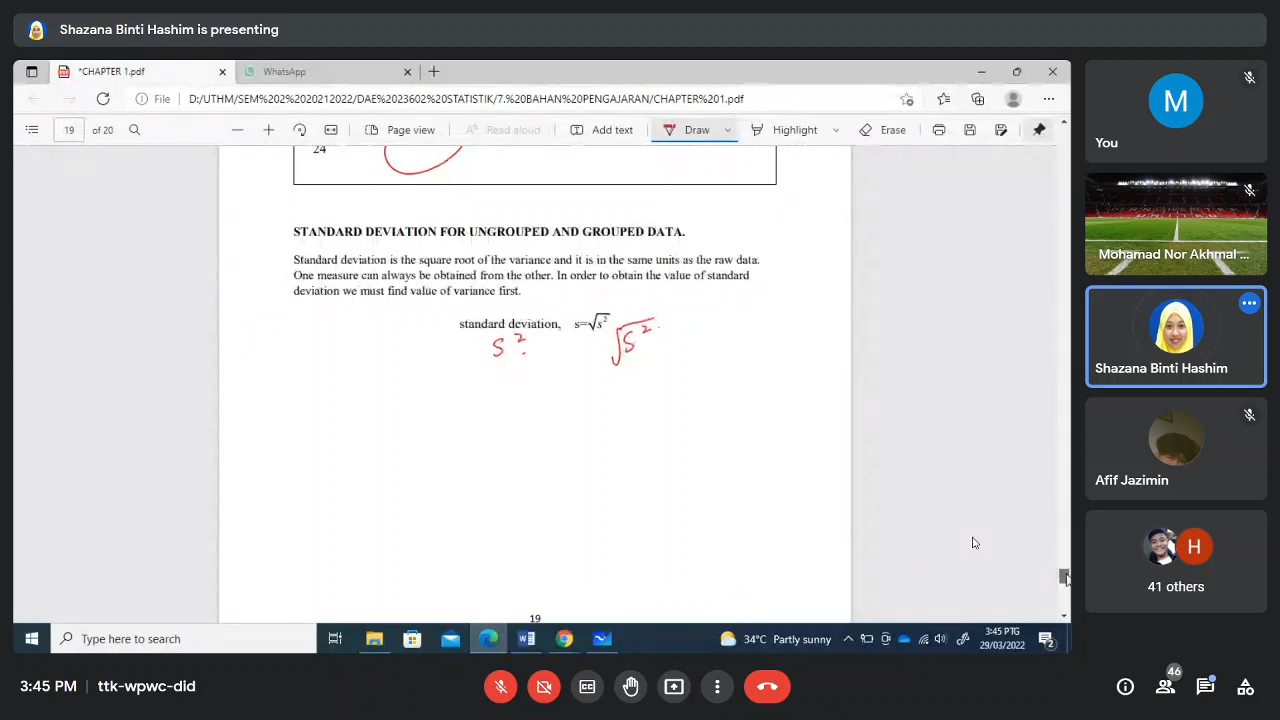 Shazana Binti Hashim is presenting
*CHAPTER 1.pdf
WhatsApp
File
D:/UTHM/SEM%202%2020212022/DAE%2023602%20STATISTIK/7.%20BAHAN%20PENGAJARAN/CHAPTER%201.pdf
19 of 20
Page view
Read aloud
Add text
Draw
Highlight
Erase
24
STANDARD DEVIATION FOR UNGROUPED AND GROUPED DATA.
Standard deviation is the square root of the variance and it is in the same units as the raw data.
One measure can always be obtained from the other. In order to obtain the value of standard
deviation we must find value of variance first.
standard deviation, s=√s²
S² √S²
19
Type here to search
34°C Partly sunny
3:45 PTG
29/03/2022
2
M
You
Mohamad Nor Akhmal ...
Shazana Binti Hashim
Afif Jazimin
H
41 others
3:45 PM | ttk-wpwc-did
46